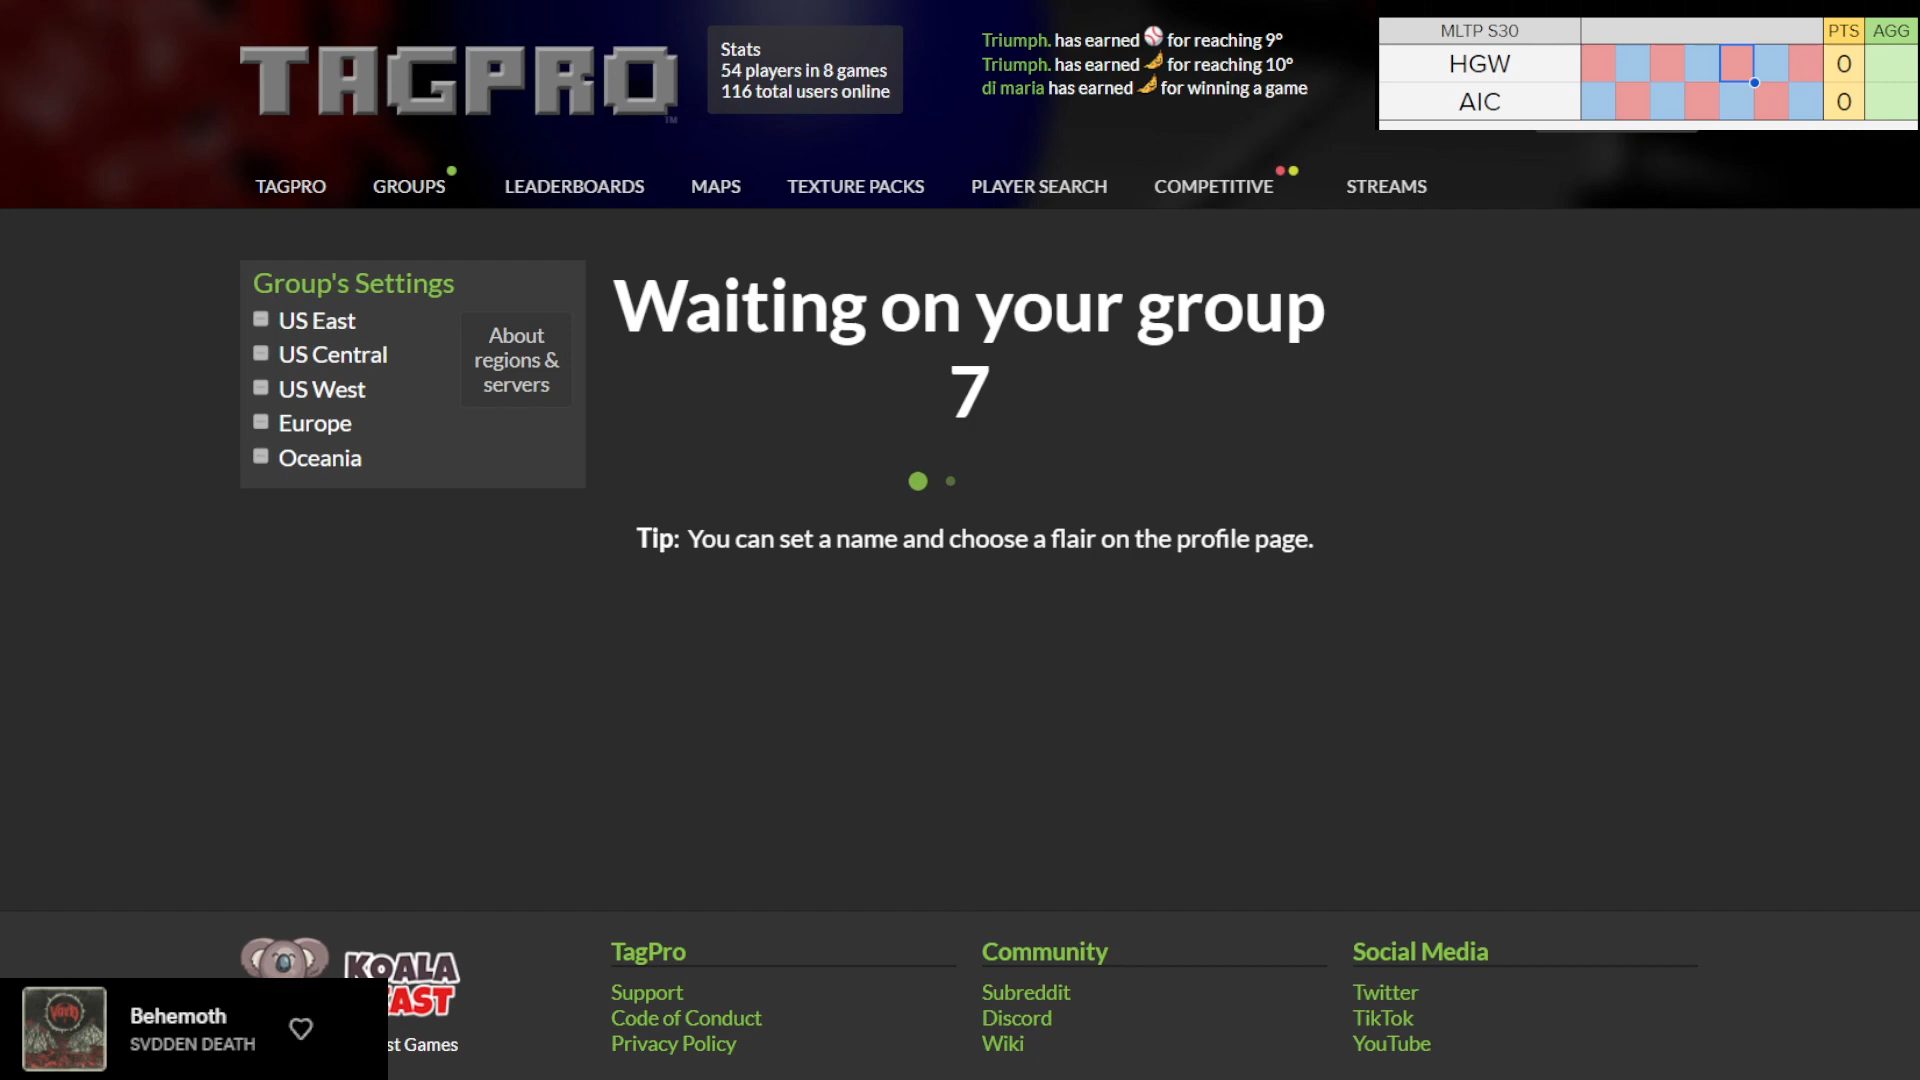 TAGPRO
TM
Stats
54 players in 8 games
116 total users online
Triumph. has earned for reaching 9°
Triumph. has earned for reaching 10°
di maria has earned for winning a game
MLTP S30 PTS AGG
HGW 0
AIC 0
TAGPRO GROUPS LEADERBOARDS MAPS TEXTURE PACKS PLAYER SEARCH COMPETITIVE STREAMS
Group's Settings
US East
US Central
US West
Europe
Oceania
About
regions &
servers
Waiting on your group
7
Tip: You can set a name and choose a flair on the profile page.
KOALA
AST
st Games
Behemoth
SVDDEN DEATH
TagPro
Support
Code of Conduct
Privacy Policy
Community
Subreddit
Discord
Wiki
Social Media
Twitter
TikTok
YouTube